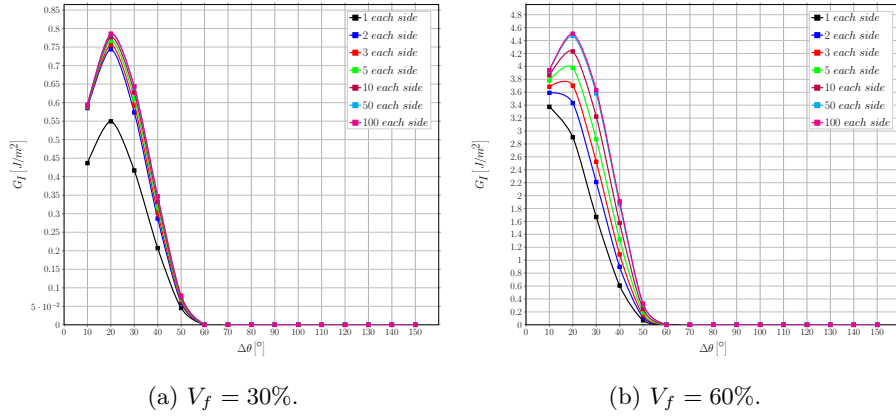 0.85
0.8
0.75
0.7
0.65
0.6
0.55
0.5
0.45
0.4
0.35
0.3
0.25
0.2
0.15
0.1
5 · 10⁻²
0
G_I [J/m²]
10 20 30 40 50 60 70 80 90 100 110 120 130 140 150
Δθ [°]
1 each side
2 each side
3 each side
5 each side
10 each side
50 each side
100 each side
(a) V_f = 30%.
4.8
4.6
4.4
4.2
4
3.8
3.6
3.4
3.2
3
2.8
2.6
2.4
2.2
2
1.8
1.6
1.4
1.2
1
0.8
0.6
0.4
0.2
0
G_I [J/m²]
10 20 30 40 50 60 70 80 90 100 110 120 130 140 150
Δθ [°]
1 each side
2 each side
3 each side
5 each side
10 each side
50 each side
100 each side
(b) V_f = 60%.